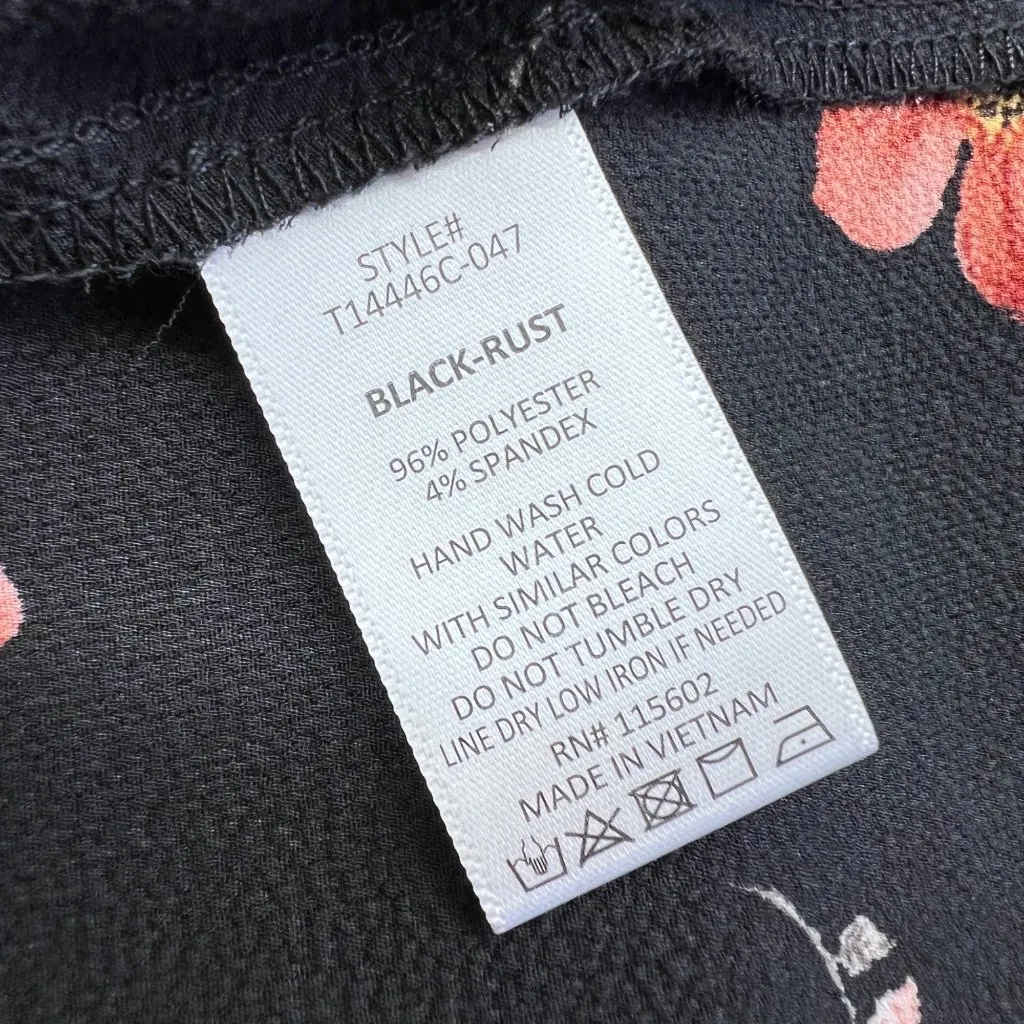 STYLE#
T14446C-047
BLACK-RUST
96% POLYESTER
4% SPANDEX
HAND WASH COLD
WATER
WITH SIMILAR COLORS
DO NOT BLEACH
DO NOT TUMBLE DRY
LINE DRY LOW IRON IF NEEDED
RN# 115602
MADE IN VIETNAM